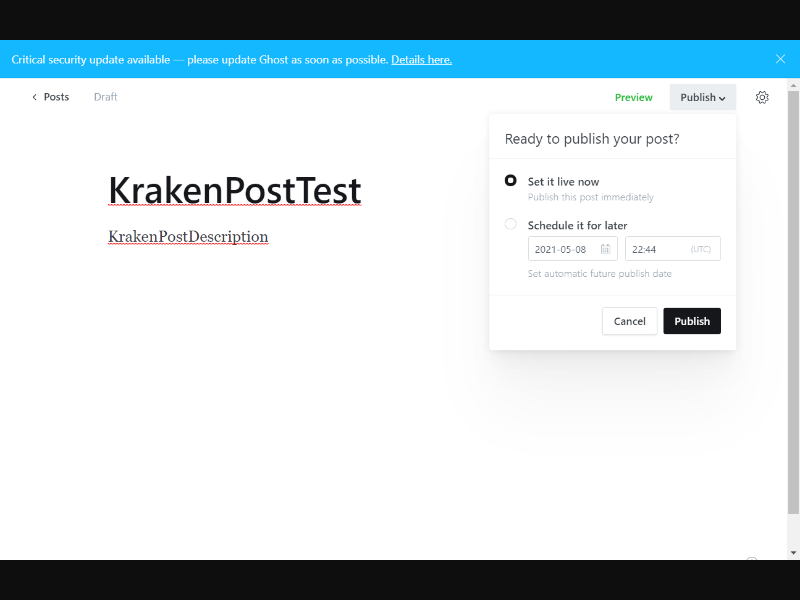 Critical security update available — please update Ghost as soon as possible. Details here.
Posts Draft Preview Publish
Ready to publish your post?
KrakenPostTest
Set it live now
Publish this post immediately
Schedule it for later
KrakenPostDescription
2021-05-08 22:44 (UTC)
Set automatic future publish date
Cancel Publish